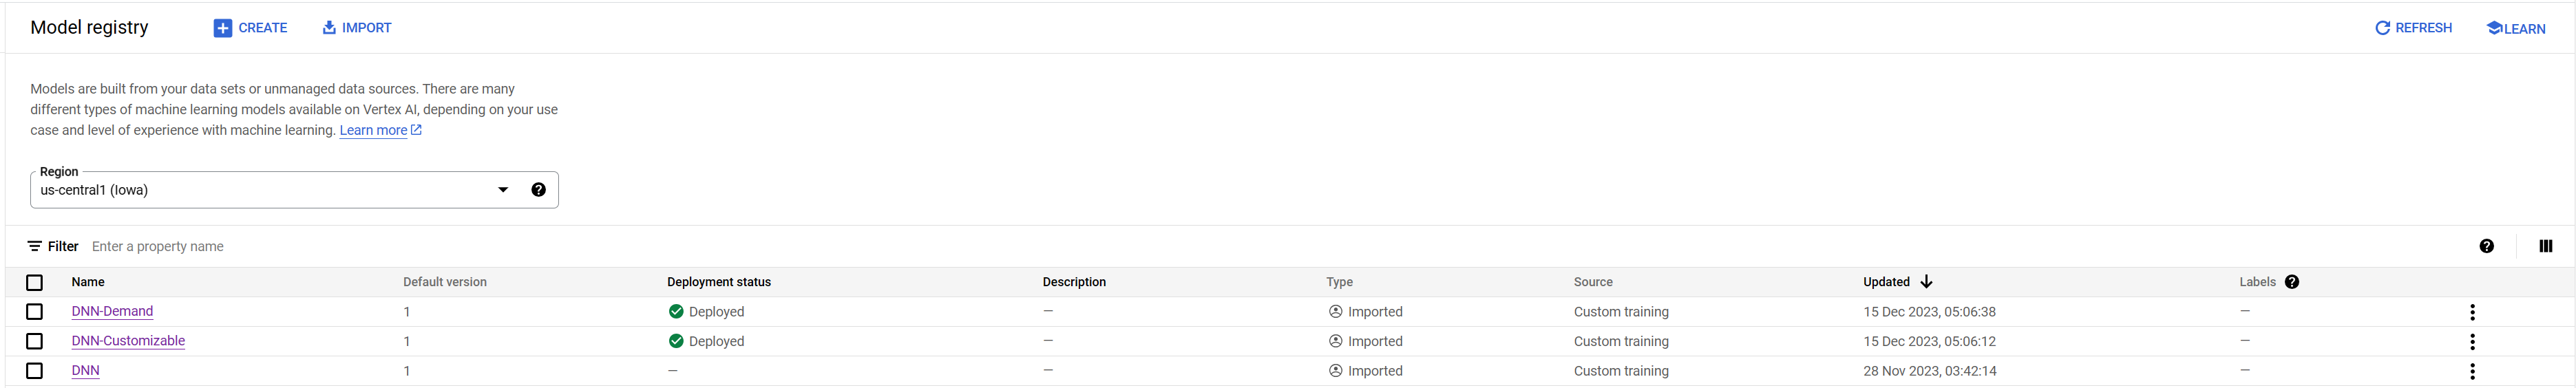 Model registry CREATE IMPORT REFRESH LEARN
Models are built from your data sets or unmanaged data sources. There are many
different types of machine learning models available on Vertex AI, depending on your use
case and level of experience with machine learning. Learn more
Region
us-central1 (Iowa)
Filter Enter a property name
Name Default version Deployment status Description Type Source Updated Labels
DNN-Demand 1 Deployed — Imported Custom training 15 Dec 2023, 05:06:38 —
DNN-Customizable 1 Deployed — Imported Custom training 15 Dec 2023, 05:06:12 —
DNN 1 — — Imported Custom training 28 Nov 2023, 03:42:14 —